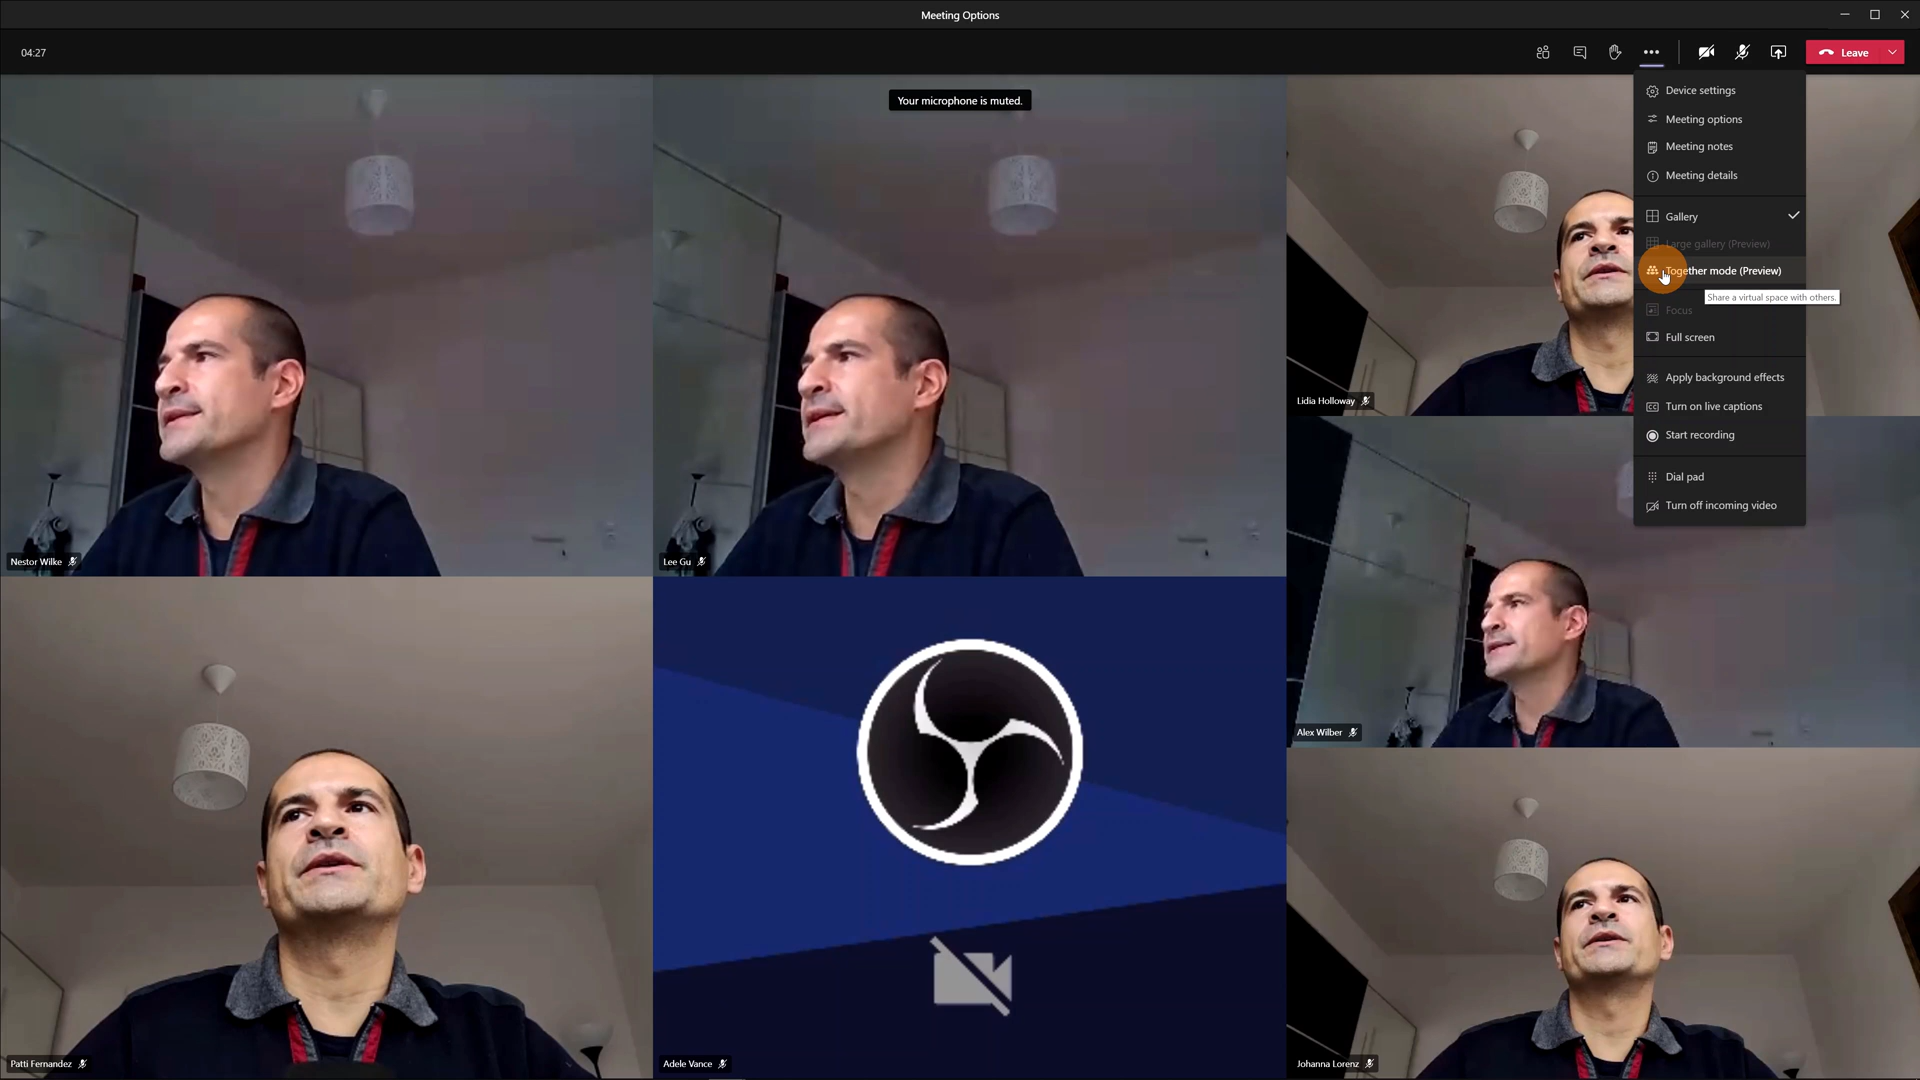 Meeting Options
04:27
Leave
Your microphone is muted.
Device settings
Meeting options
Meeting notes
Meeting details
Gallery
Large gallery (Preview)
Together mode (Preview)
Share a virtual space with others.
Focus
Full screen
Apply background effects
Turn on live captions
Start recording
Dial pad
Turn off incoming video
Lidia Holloway
Nestor Wilke
Lee Gu
Alex Wilber
Patti Fernandez
Adele Vance
Johanna Lorenz